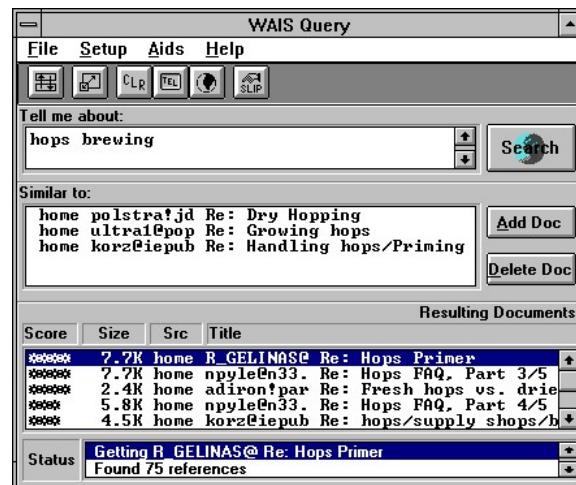 WAIS Query
File Setup Aids Help
CLR TEL SLIP
Tell me about:
hops brewing
Search
Similar to:
home polstra!jd Re: Dry Hopping
home ultra1@pop Re: Growing hops
home korz@iepub Re: Handling hops/Priming
Add Doc
Delete Doc
Resulting Documents
Score Size Src Title
**** 7.7K home R_GELINAS@ Re: Hops Primer
**** 7.7K home npyle@n33. Re: Hops FAQ, Part 3/5
**** 2.4K home adiron!par Re: Fresh hops vs. drie
*** 5.8K home npyle@n33. Re: Hops FAQ, Part 4/5
*** 4.5K home korz@iepub Re: hops/supply shops/b
Status
Getting R_GELINAS@ Re: Hops Primer
Found 75 references